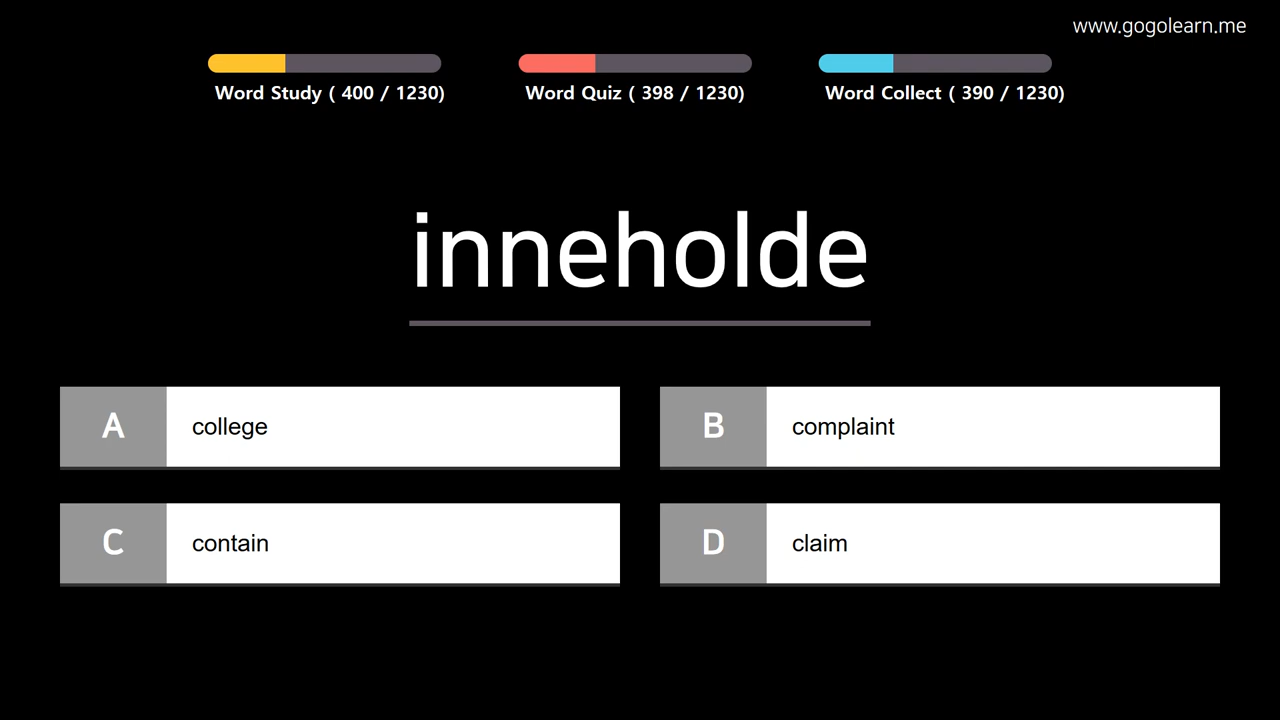 www.gogolearn.me
Word Study ( 400 / 1230)
Word Quiz ( 398 / 1230)
Word Collect ( 390 / 1230)
inneholde
A college
B complaint
C contain
D claim